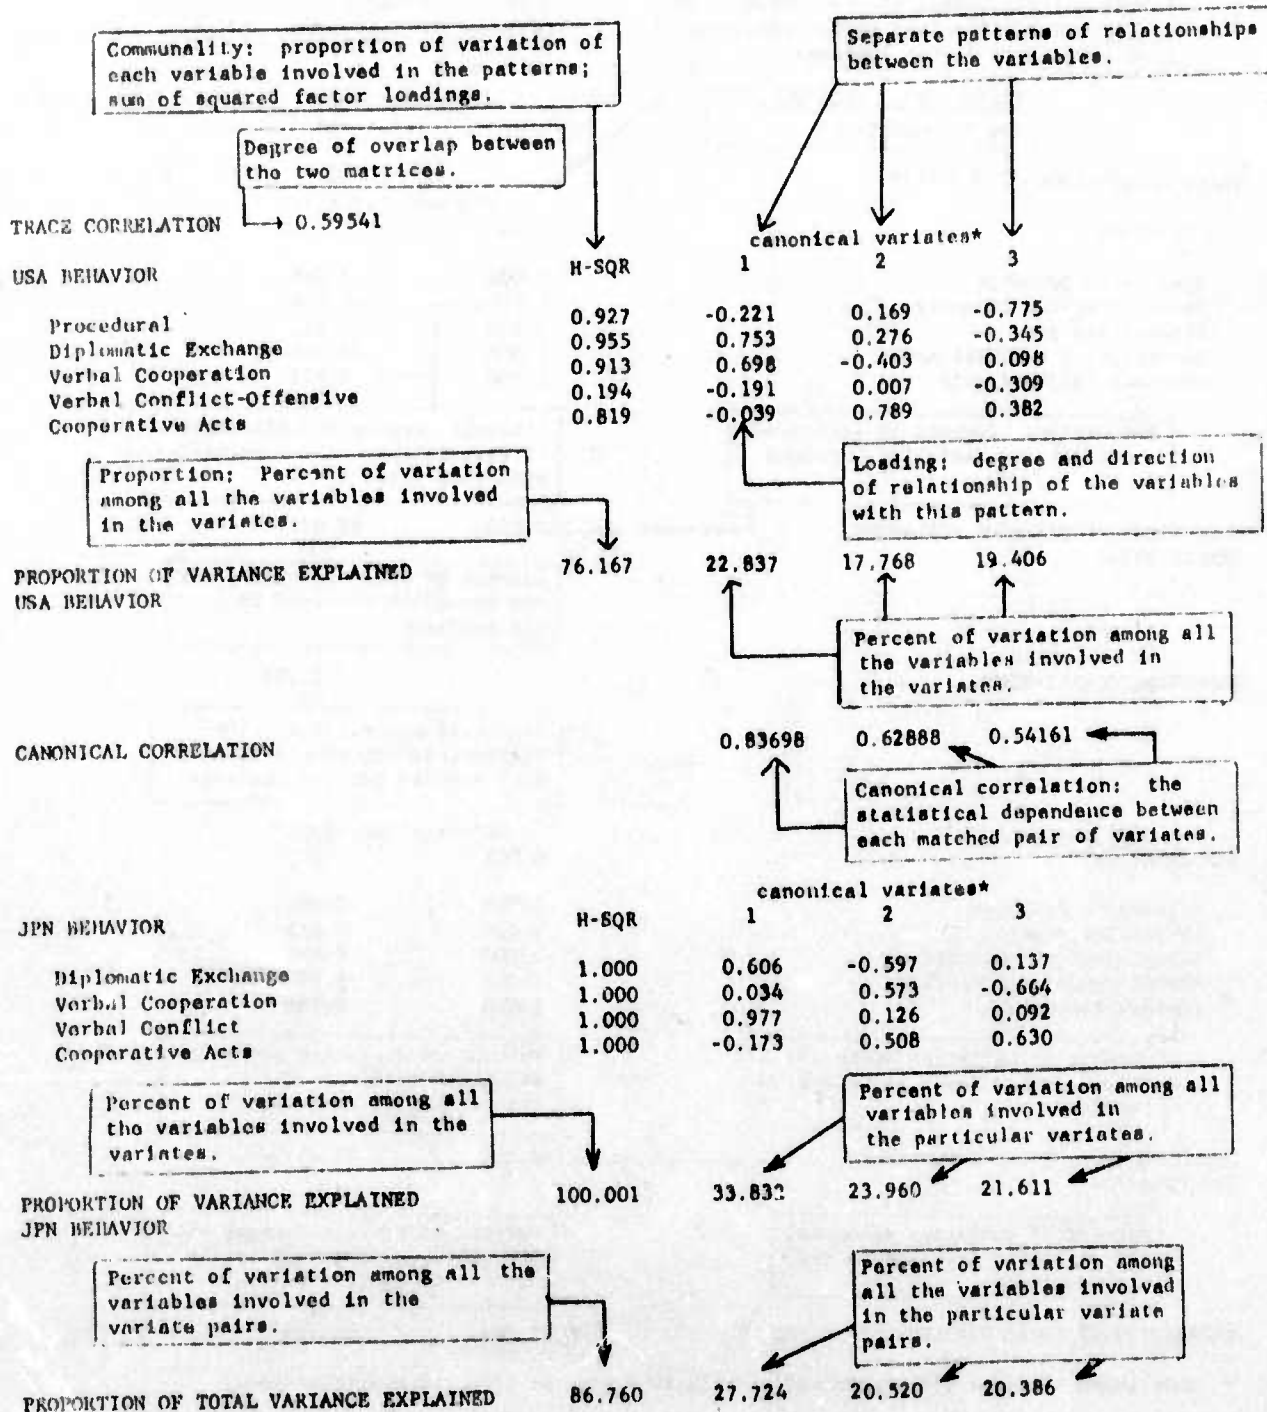 Communality: proportion of variation of
each variable involved in the patterns;
sum of squared factor loadings.
Separate patterns of relationships
between the variables.
Degree of overlap between
the two matrices.
TRACE CORRELATION 0.59541
canonical variates*
USA BEHAVIOR H-SQR 1 2 3
Procedural 0.927 -0.221 0.169 -0.775
Diplomatic Exchange 0.955 0.753 0.276 -0.345
Verbal Cooperation 0.913 0.698 -0.403 0.098
Verbal Conflict-Offensive 0.194 -0.191 0.007 -0.309
Cooperative Acts 0.819 -0.039 0.789 0.382
Proportion: Percent of variation
among all the variables involved
in the variates.
Loading: degree and direction
of relationship of the variables
with this pattern.
PROPORTION OF VARIANCE EXPLAINED 76.167 22.837 17.768 19.406
USA BEHAVIOR
Percent of variation among all
the variables involved in
the variates.
CANONICAL CORRELATION 0.83698 0.62888 0.54161
Canonical correlation: the
statistical dependence between
each matched pair of variates.
canonical variates*
JPN BEHAVIOR H-SQR 1 2 3
Diplomatic Exchange 1.000 0.606 -0.597 0.137
Verbal Cooperation 1.000 0.034 0.573 -0.664
Verbal Conflict 1.000 0.977 0.126 0.092
Cooperative Acts 1.000 -0.173 0.508 0.630
Percent of variation among all
the variables involved in the
variates.
Percent of variation among all
variables involved in
the particular variates.
PROPORTION OF VARIANCE EXPLAINED 100.001 33.832 23.960 21.611
JPN BEHAVIOR
Percent of variation among all the
variables involved in the
variate pairs.
Percent of variation among
all the variables involved
in the particular variate
pairs.
PROPORTION OF TOTAL VARIANCE EXPLAINED 86.760 27.724 20.520 20.386